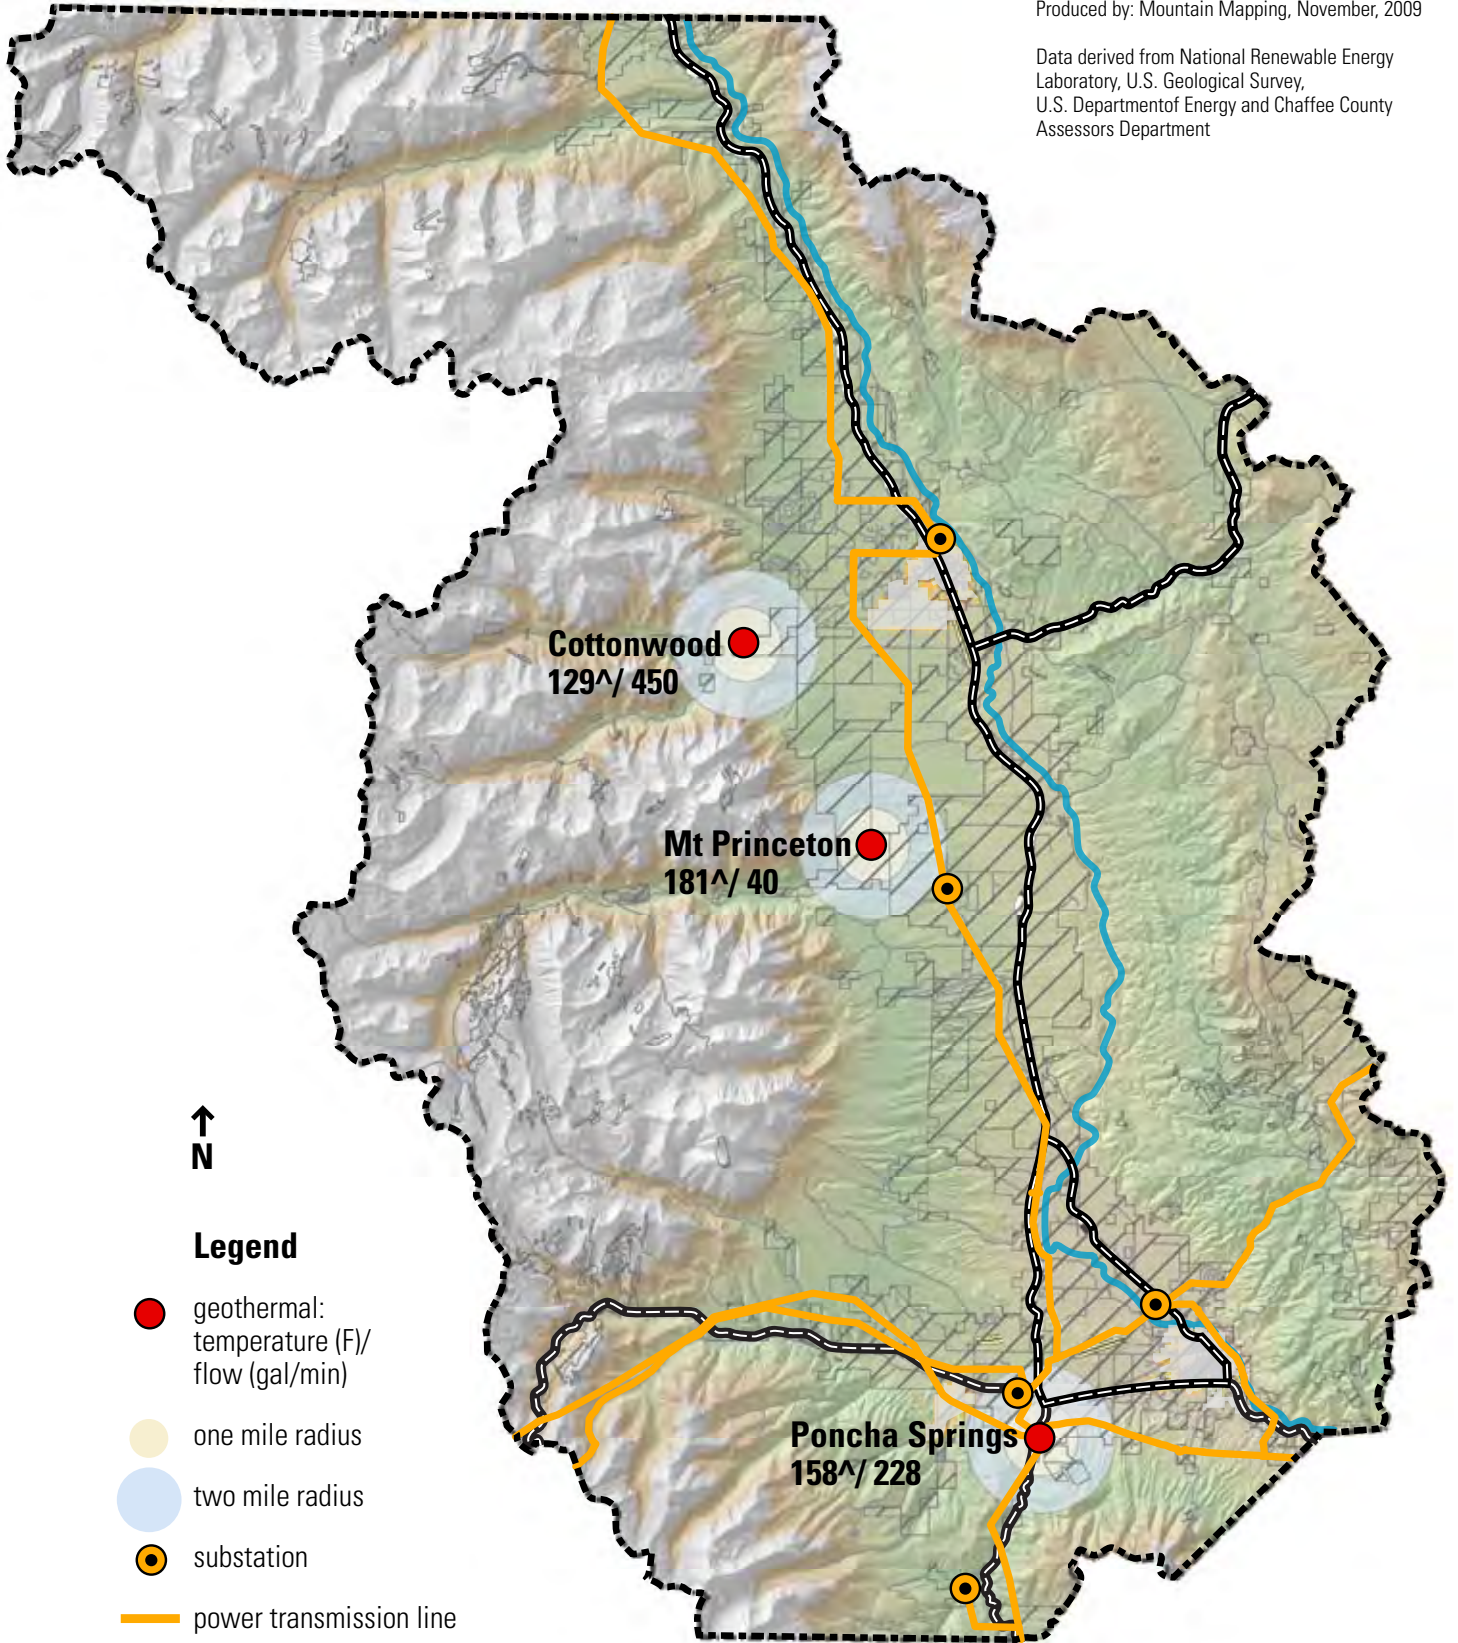 Produced by: Mountain Mapping, November, 2009
Data derived from National Renewable Energy
Laboratory, U.S. Geological Survey,
U.S. Departmentof Energy and Chaffee County
Assessors Department
Cottonwood
129^/ 450
Mt Princeton
181^/ 40
N
Legend
geothermal:
temperature (F)/
flow (gal/min)
one mile radius
two mile radius
substation
power transmission line
Poncha Springs
158^/ 228